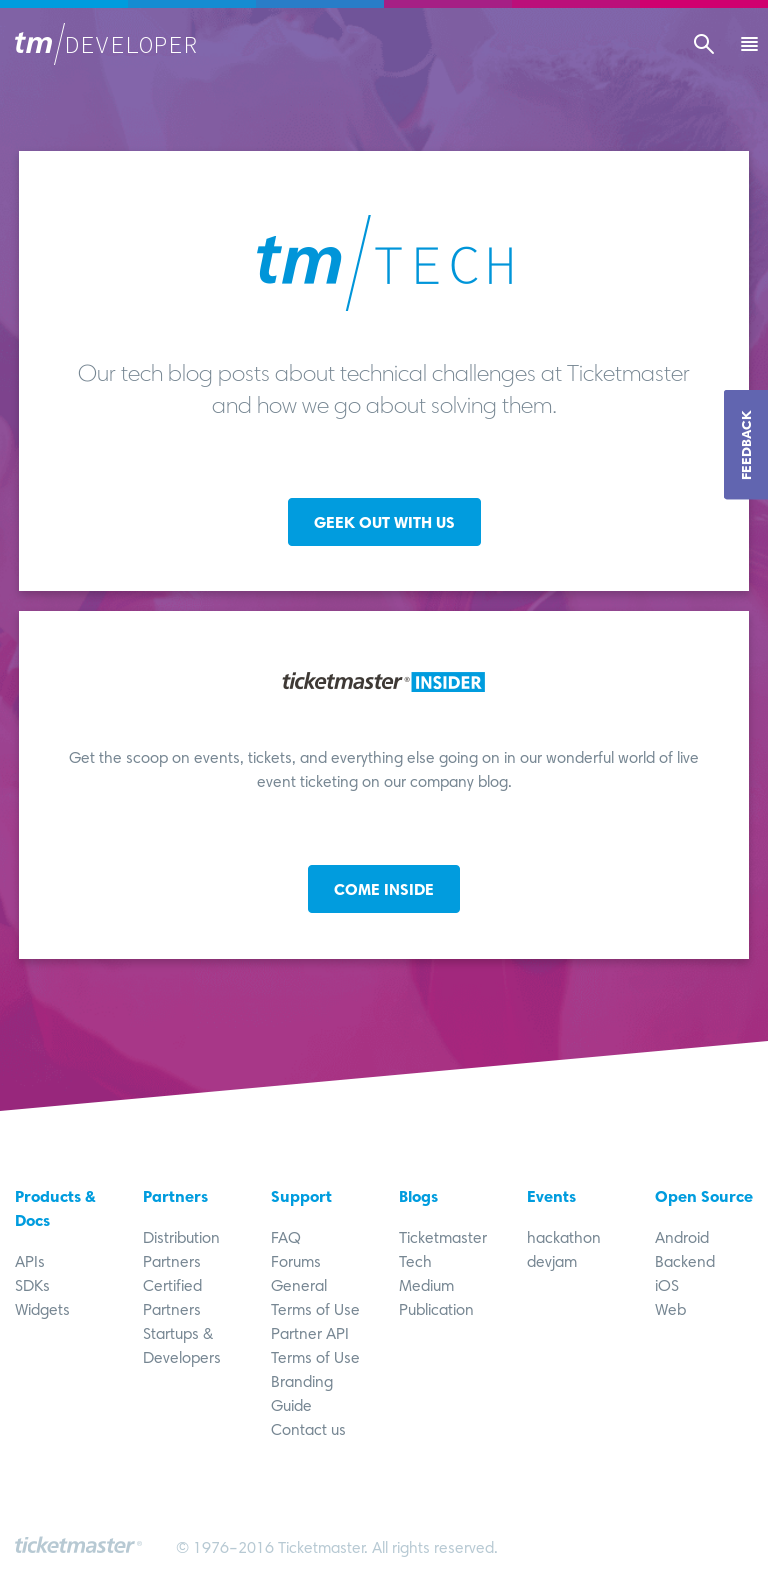 tm/DEVELOPER
tm/TECH
Our tech blog posts about technical challenges at Ticketmaster
and how we go about solving them.
FEEDBACK
GEEK OUT WITH US
ticketmaster® INSIDER
Get the scoop on events, tickets, and everything else going on in our wonderful world of live
event ticketing on our company blog.
COME INSIDE
Products &
Docs
APIs
SDKs
Widgets
Partners
Distribution
Partners
Certified
Partners
Startups &
Developers
Support
FAQ
Forums
General
Terms of Use
Partner API
Terms of Use
Branding
Guide
Contact us
Blogs
Ticketmaster
Tech
Medium
Publication
Events
hackathon
devjam
Open Source
Android
Backend
iOS
Web
ticketmaster® © 1976–2016 Ticketmaster. All rights reserved.